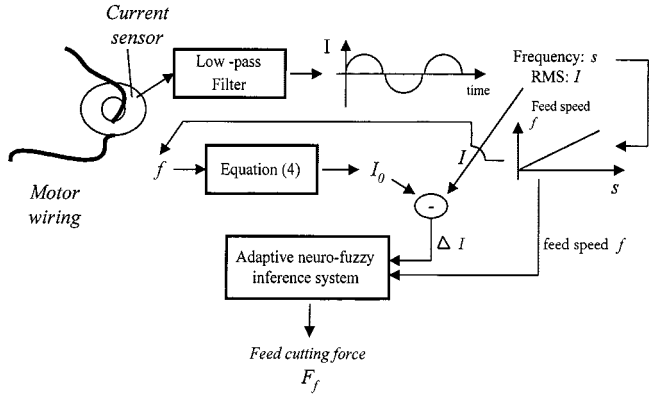 Current
sensor
Low -pass
Filter
I
time
Frequency: s
RMS: I
Feed speed
f
s
f
Equation (4)
I₀
I
-
Δ I
feed speed f
Motor
wiring
Adaptive neuro-fuzzy
inference system
Feed cutting force
F_f